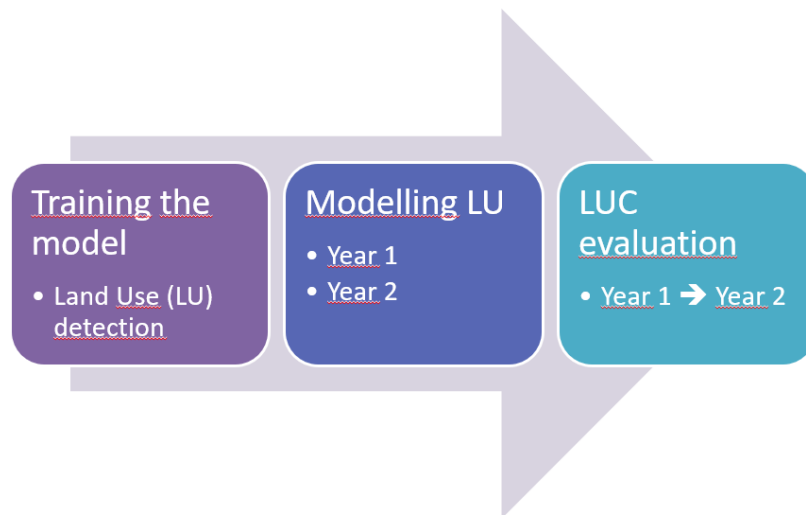 Training the
model
• Land Use (LU)
detection
Modelling LU
• Year 1
• Year 2
LUC
evaluation
• Year 1 ➔ Year 2